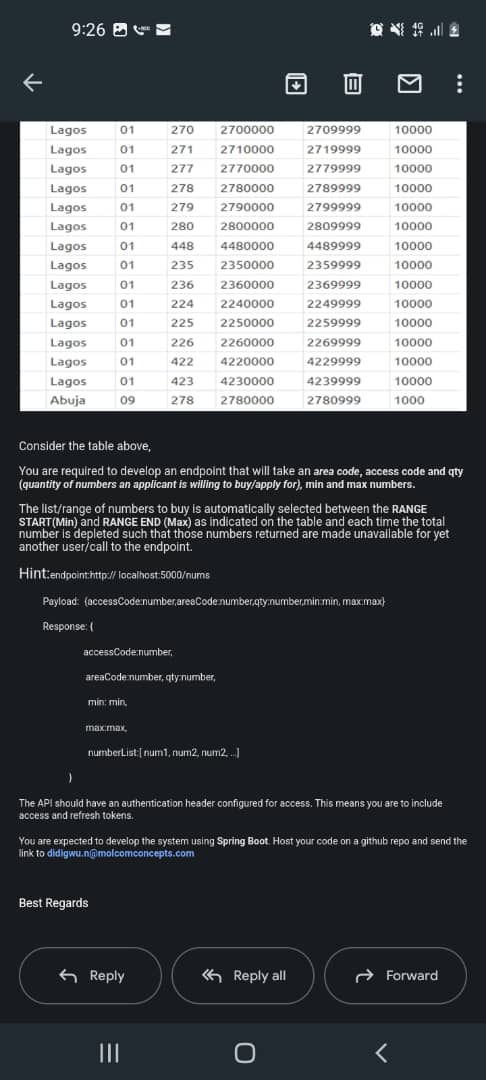 9:26
4G
Lagos 01 270 2700000 2709999 10000
Lagos 01 271 2710000 2719999 10000
Lagos 01 277 2770000 2779999 10000
Lagos 01 278 2780000 2789999 10000
Lagos 01 279 2790000 2799999 10000
Lagos 01 280 2800000 2809999 10000
Lagos 01 448 4480000 4489999 10000
Lagos 01 235 2350000 2359999 10000
Lagos 01 236 2360000 2369999 10000
Lagos 01 224 2240000 2249999 10000
Lagos 01 225 2250000 2259999 10000
Lagos 01 226 2260000 2269999 10000
Lagos 01 422 4220000 4229999 10000
Lagos 01 423 4230000 4239999 10000
Abuja 09 278 2780000 2780999 1000
Consider the table above,
You are required to develop an endpoint that will take an area code, access code and qty
(quantity of numbers an applicant is willing to buy/apply for), min and max numbers.
The list/range of numbers to buy is automatically selected between the RANGE
START(Min) and RANGE END (Max) as indicated on the table and each time the total
number is depleted such that those numbers returned are made unavailable for yet
another user/call to the endpoint.
Hint:endpoint:http:// localhost:5000/nums
Payload: {accessCode:number,areaCode:number,qty:number,min:min, max:max}
Response: {
accessCode:number,
areaCode:number, qty:number,
min: min,
max:max,
numberList:[ num1, num2, num2, ...]
}
The API should have an authentication header configured for access. This means you are to include
access and refresh tokens.
You are expected to develop the system using Spring Boot. Host your code on a github repo and send the
link to didigwu.n@molcomconcepts.com
Best Regards
Reply
Reply all
Forward